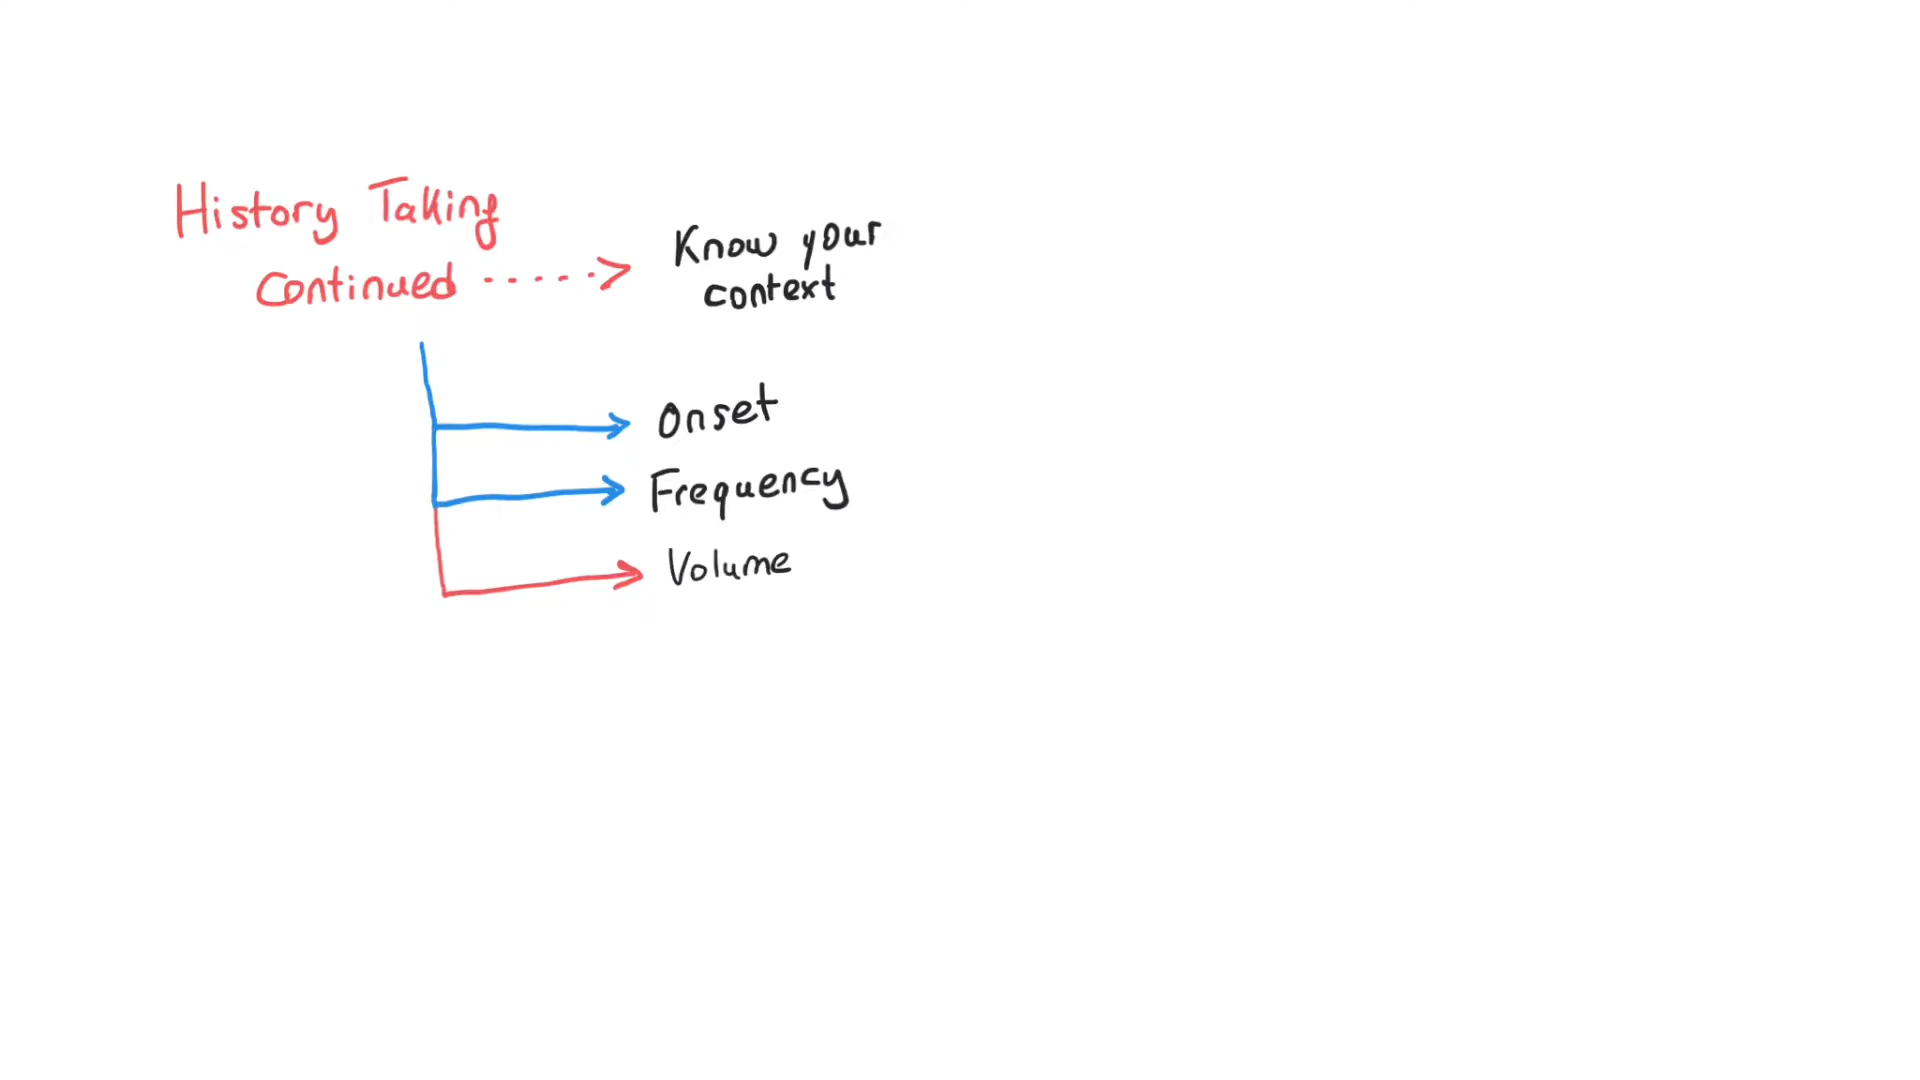 History Taking
Continued
Know your
context
Onset
Frequency
Volume